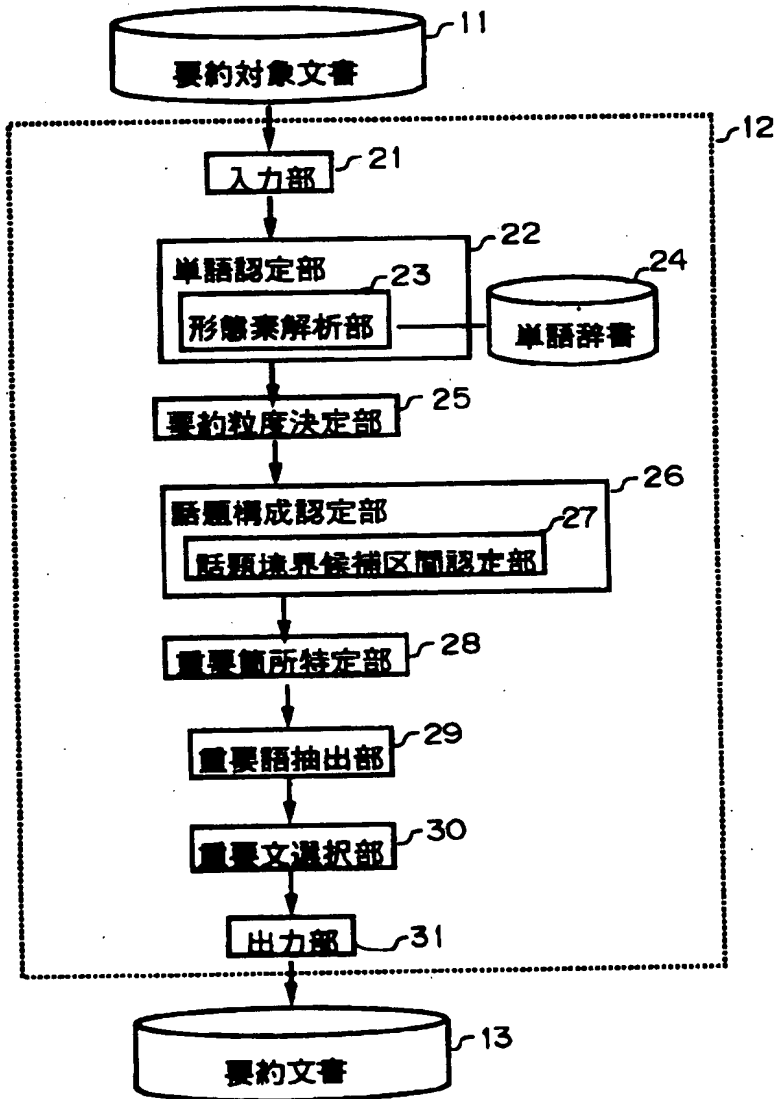 11
要約対象文書
12
21
入力部
22
単語認定部
23
24
形態素解析部
単語辞書
25
要約粒度決定部
26
話題構成認定部
27
話題境界候補区間認定部
28
重要箇所特定部
29
重要語抽出部
30
重要文選択部
31
出力部
13
要約文書